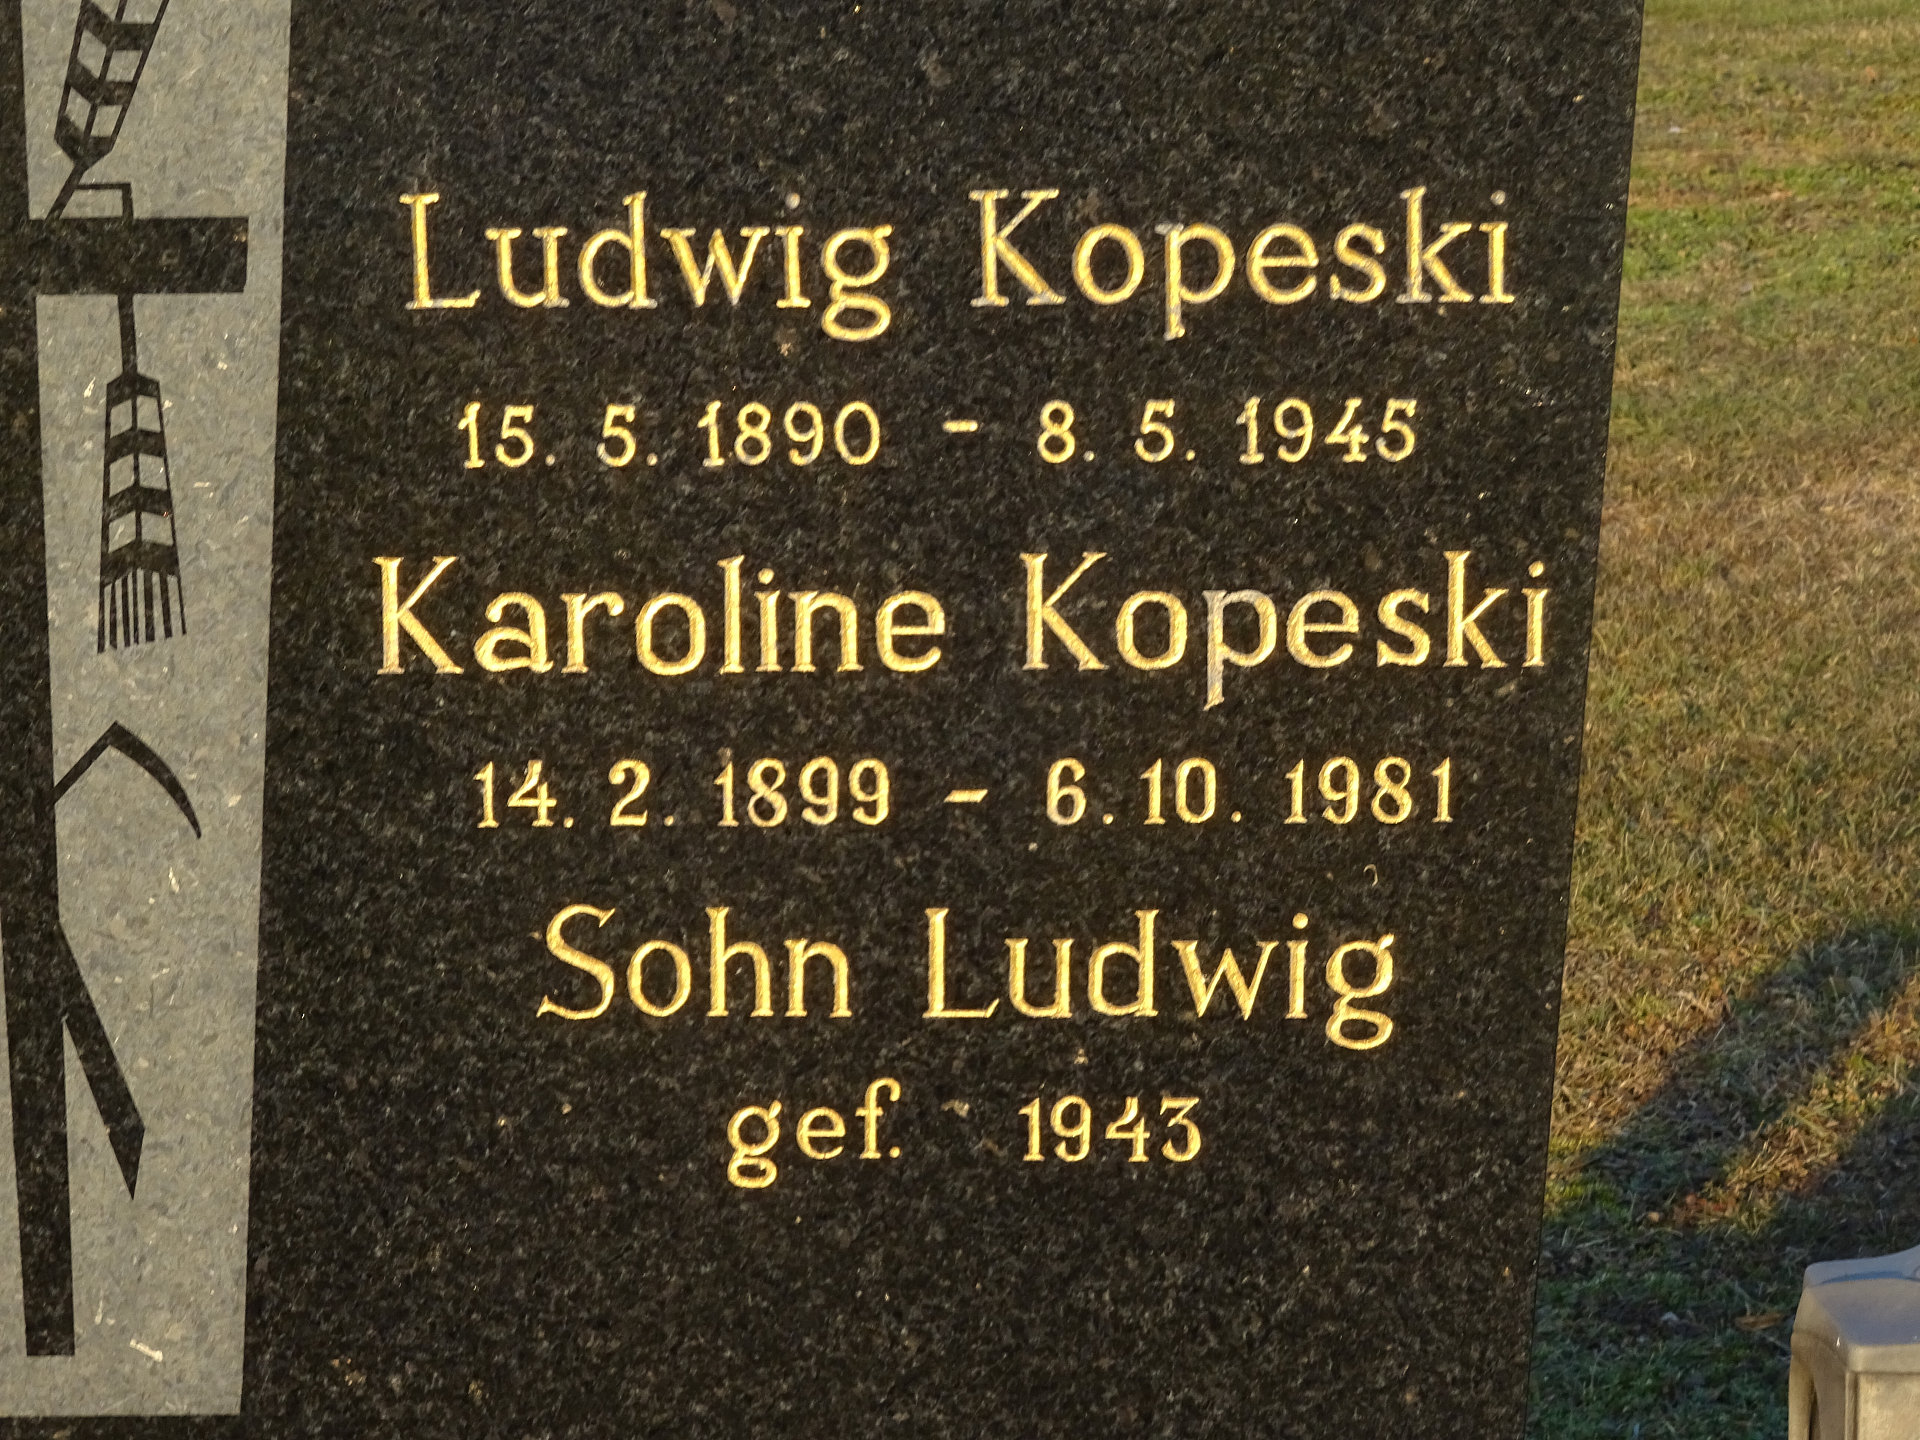 Ludwig Kopeski
15. 5. 1890 - 8. 5. 1945
Karoline Kopeski
14. 2. 1899 - 6. 10. 1981
Sohn Ludwig
gef. 1943